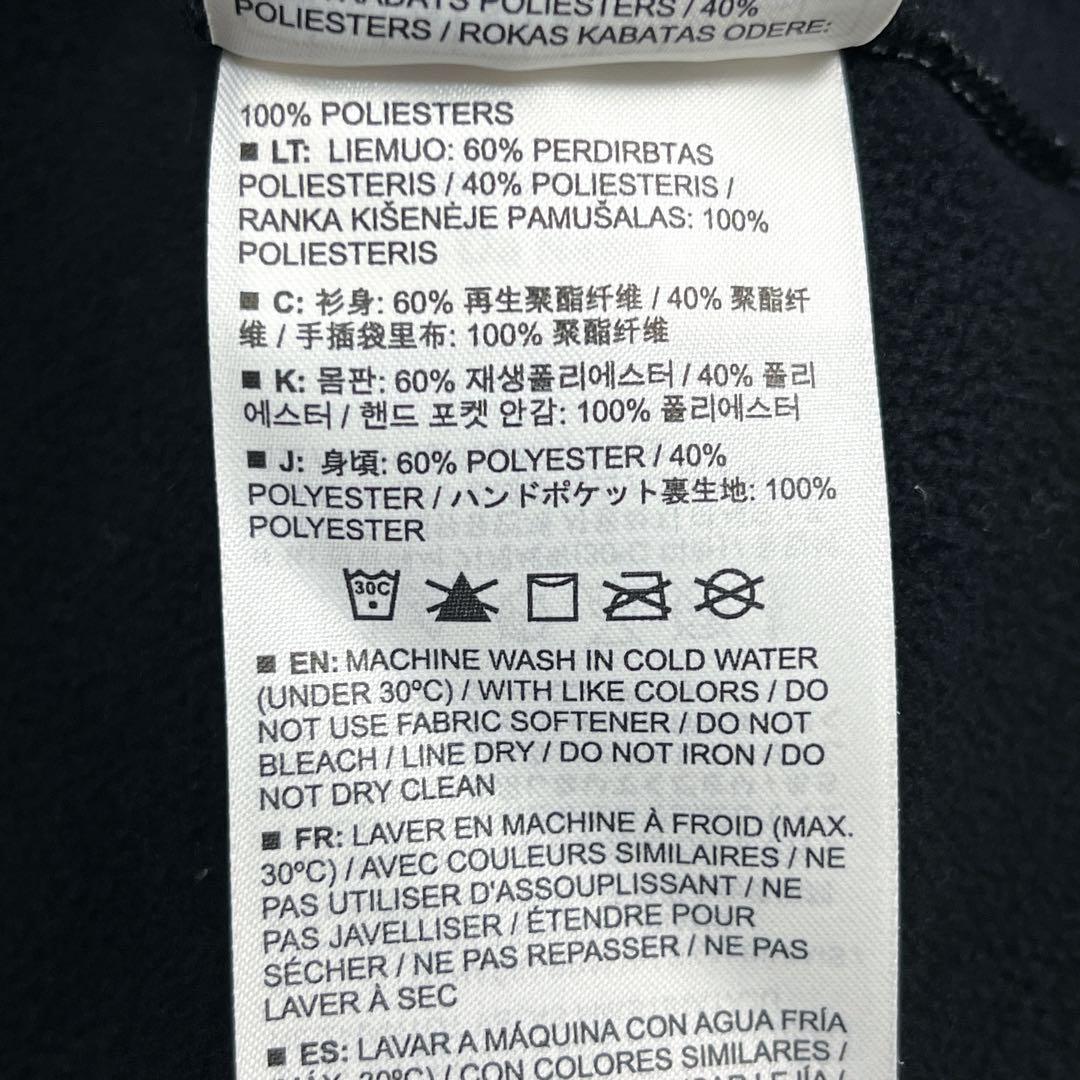 POLIESTERS / 40%
POLIESTERS / ROKAS KABATAS ODERE:
100% POLIESTERS
■ LT: LIEMUO: 60% PERDIRBTAS
POLIESTERIS / 40% POLIESTERIS /
RANKA KIŠENĖJE PAMUŠALAS: 100%
POLIESTERIS
■ C: 衫身: 60% 再生聚酯纤维 / 40% 聚酯纤
维 / 手插袋里布: 100% 聚酯纤维
■ K: 몸판: 60% 재생폴리에스터 / 40% 폴리
에스터 / 핸드 포켓 안감: 100% 폴리에스터
■ J: 身頃: 60% POLYESTER / 40%
POLYESTER / ハンドポケット裏生地: 100%
POLYESTER
30C
■ EN: MACHINE WASH IN COLD WATER
(UNDER 30ºC) / WITH LIKE COLORS / DO
NOT USE FABRIC SOFTENER / DO NOT
BLEACH / LINE DRY / DO NOT IRON / DO
NOT DRY CLEAN
■ FR: LAVER EN MACHINE À FROID (MAX.
30ºC) / AVEC COULEURS SIMILAIRES / NE
PAS UTILISER D'ASSOUPLISSANT / NE
PAS JAVELLISER / ÉTENDRE POUR
SÉCHER / NE PAS REPASSER / NE PAS
LAVER À SEC
■ ES: LAVAR A MÁQUINA CON AGUA FRÍA
30ºC) / CON COLORES SIMILARES /